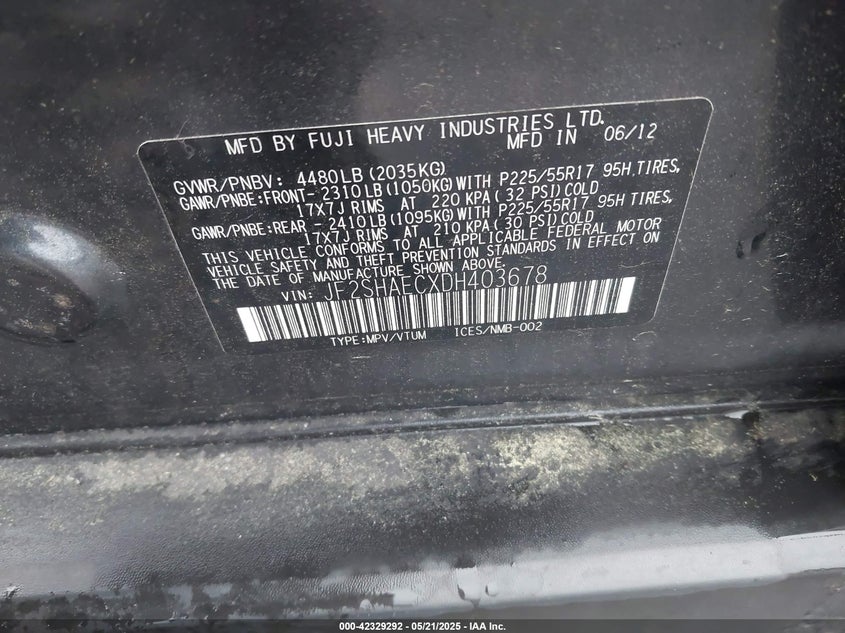 MFD BY FUJI HEAVY INDUSTRIES LTD.
MFD IN 06/12
GVWR/PNBV: 4480LB (2035KG)
GAWR/PNBE:FRONT- 2310LB (1050KG) WITH P225/55R17 95H TIRES,
17X7J RIMS AT 220 KPA (32 PSI) COLD
GAWR/PNBE:REAR - 2410LB (1095KG) WITH P225/55R17 95H TIRES,
17X7J RIMS AT 210 KPA (30 PSI) COLD
THIS VEHICLE CONFORMS TO ALL APPLICABLE FEDERAL MOTOR
VEHICLE SAFETY AND THEFT PREVENTION STANDARDS IN EFFECT ON
THE DATE OF MANUFACTURE SHOWN ABOVE.
VIN: JF2SHAECXDH403678
TYPE:MPV/VTUM ICES/NMB-002
000-42329292 - 05/21/2025 - IAA Inc.